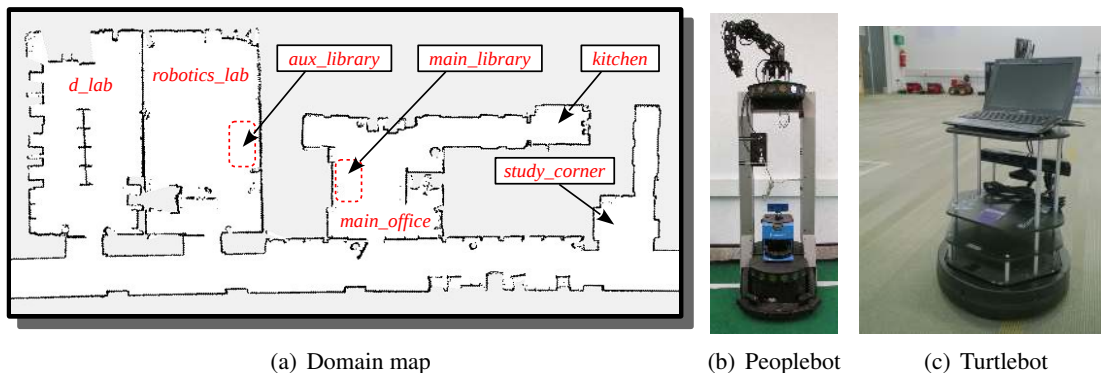 d_lab
robotics_lab
aux_library
main_library
kitchen
study_corner
main_office
(a) Domain map
(b) Peoplebot
(c) Turtlebot